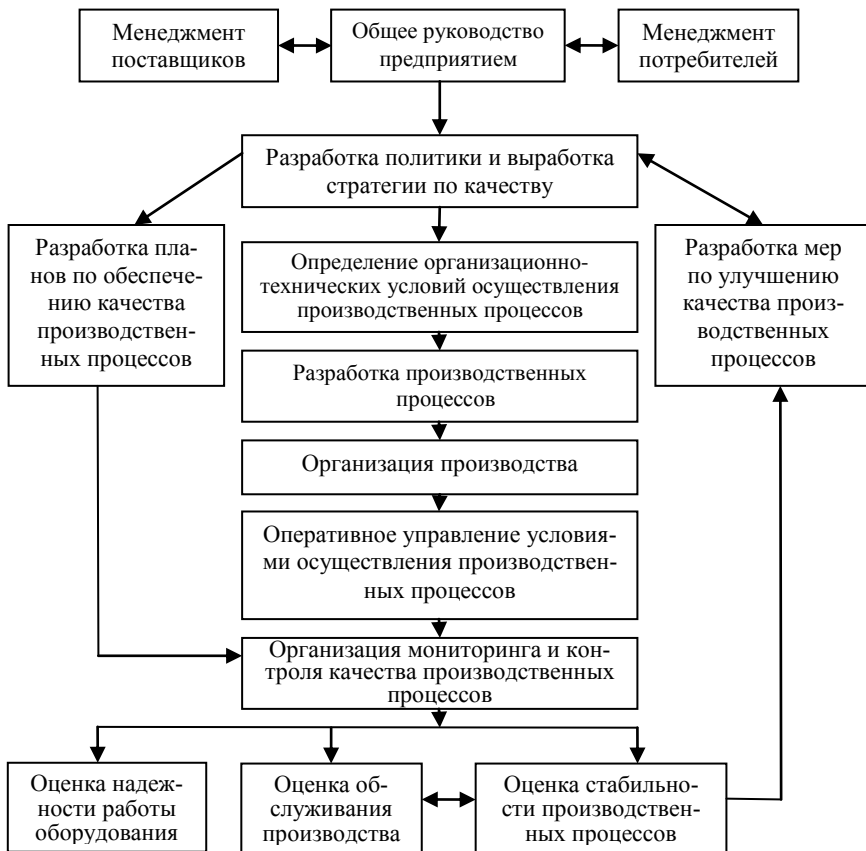 Менеджмент
поставщиков
Общее руководство
предприятием
Менеджмент
потребителей
Разработка политики и выработка
стратегии по качеству
Разработка пла-
нов по обеспече-
нию качества
производствен-
ных процессов
Определение организационно-
технических условий осуществления
производственных процессов
Разработка мер
по улучшению
качества произ-
водственных
процессов
Разработка производственных
процессов
Организация производства
Оперативное управление условия-
ми осуществления производствен-
ных процессов
Организация мониторинга и кон-
троля качества производственных
процессов
Оценка надеж-
ности работы
оборудования
Оценка об-
служивания
производства
Оценка стабиль-
ности производствен-
ных процессов